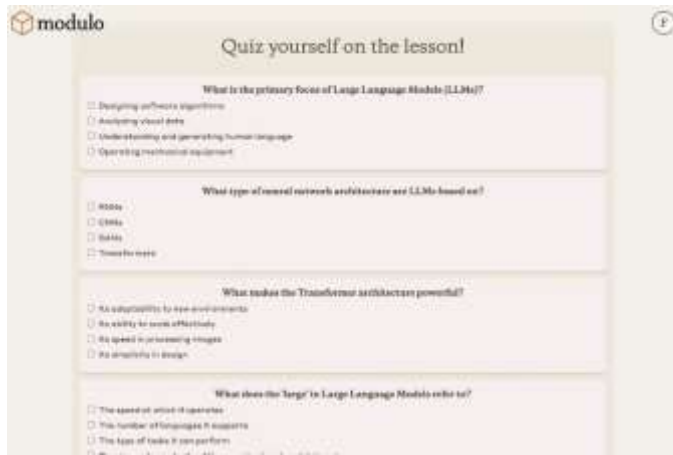 modulo
F
Quiz yourself on the lesson!
What is the primary focus of Large Language Models (LLMs)?
Designing software algorithms
Analyzing visual data
Understanding and generating human language
Operating mechanical equipment
What type of neural network architecture are LLMs based on?
RNNs
CNNs
GANs
Transformers
What makes the Transformer architecture powerful?
Its adaptability to new environments
Its ability to scale effectively
Its speed in processing images
Its simplicity in design
What does the 'large' in Large Language Models refer to?
The speed at which it operates
The number of languages it supports
The type of tasks it can perform